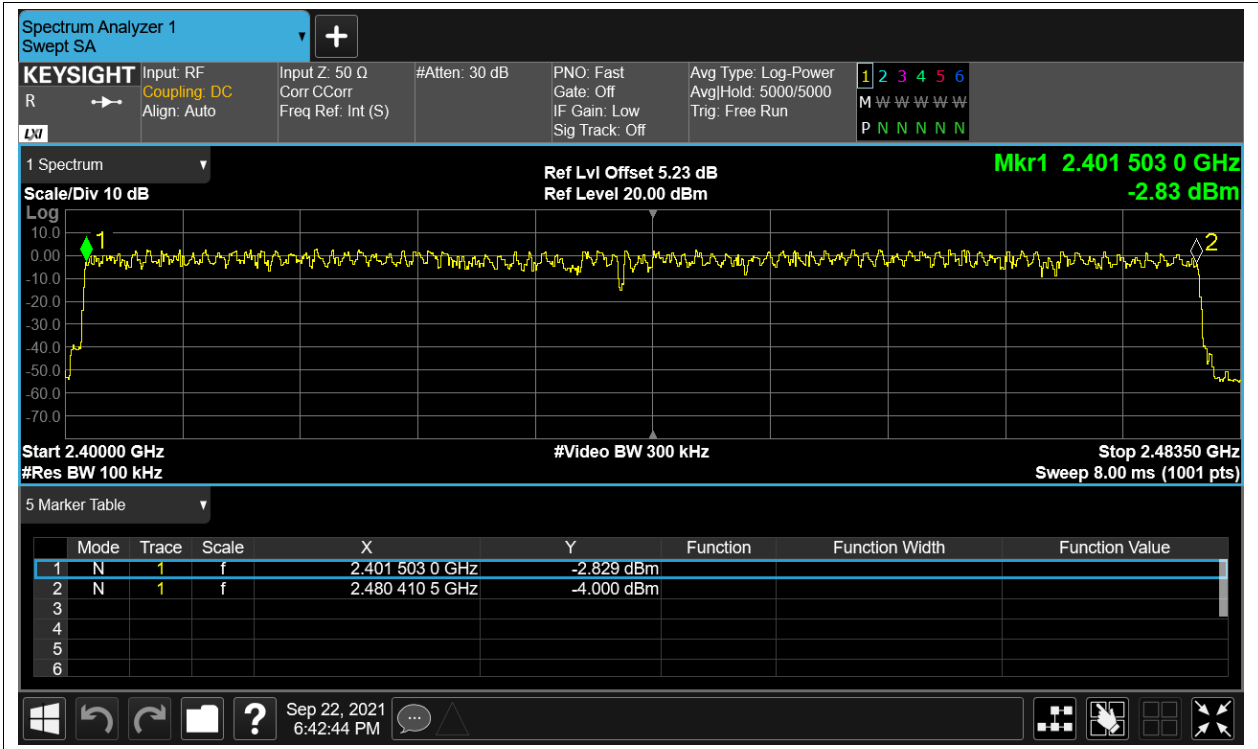 Spectrum Analyzer 1
Swept SA
+
KEYSIGHT
R
LXI
Input: RF
Coupling: DC
Align: Auto
Input Z: 50 Ω
Corr CCorr
Freq Ref: Int (S)
#Atten: 30 dB
PNO: Fast
Gate: Off
IF Gain: Low
Sig Track: Off
Avg Type: Log-Power
Avg|Hold: 5000/5000
Trig: Free Run
1 2 3 4 5 6
M W W W W W
P N N N N N
1 Spectrum
Scale/Div 10 dB
Ref Lvl Offset 5.23 dB
Ref Level 20.00 dBm
Mkr1 2.401 503 0 GHz
-2.83 dBm
Log
10.0
0.00
-10.0
-20.0
-30.0
-40.0
-50.0
-60.0
-70.0
1
2
Start 2.40000 GHz
#Res BW 100 kHz
#Video BW 300 kHz
Stop 2.48350 GHz
Sweep 8.00 ms (1001 pts)
5 Marker Table
Mode Trace Scale X Y Function Function Width Function Value
1 N 1 f 2.401 503 0 GHz -2.829 dBm
2 N 1 f 2.480 410 5 GHz -4.000 dBm
3
4
5
6
?
Sep 22, 2021
6:42:44 PM